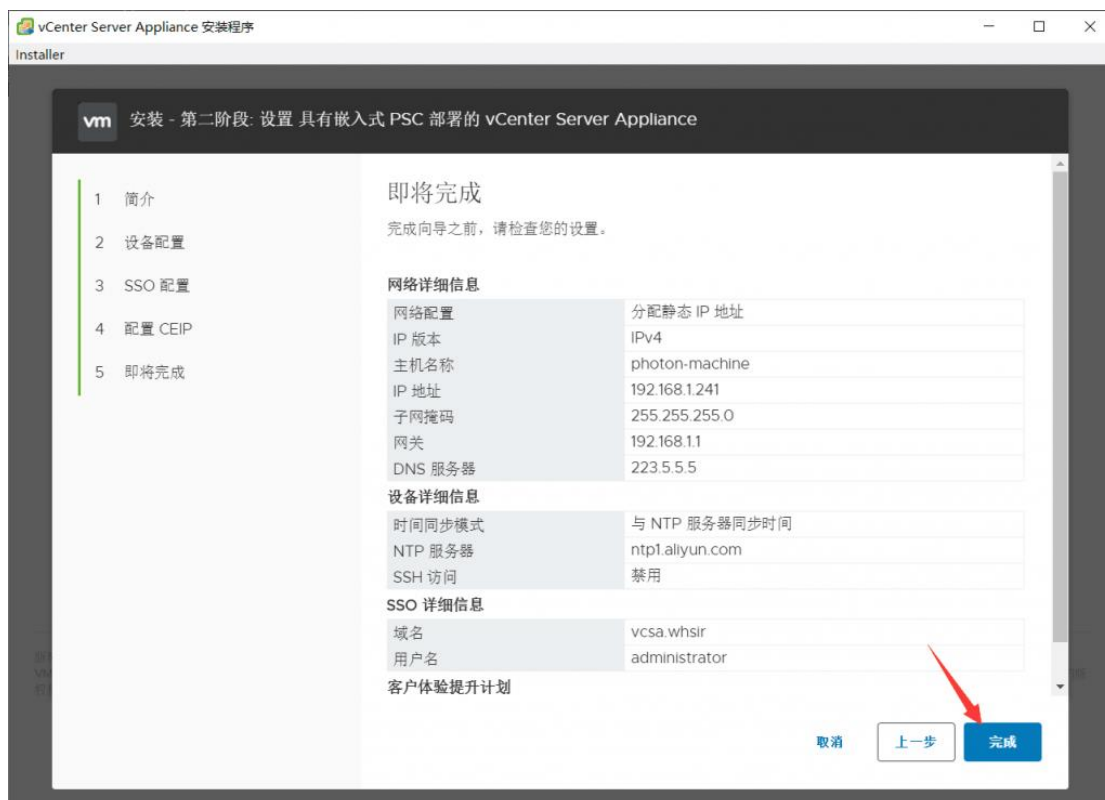 vCenter Server Appliance 安装程序
Installer
vm 安装 - 第二阶段: 设置 具有嵌入式 PSC 部署的 vCenter Server Appliance
1 简介
2 设备配置
3 SSO 配置
4 配置 CEIP
5 即将完成
即将完成
完成向导之前，请检查您的设置。
网络详细信息
网络配置 分配静态 IP 地址
IP 版本 IPv4
主机名称 photon-machine
IP 地址 192.168.1.241
子网掩码 255.255.255.0
网关 192.168.1.1
DNS 服务器 223.5.5.5
设备详细信息
时间同步模式 与 NTP 服务器同步时间
NTP 服务器 ntp1.aliyun.com
SSH 访问 禁用
SSO 详细信息
域名 vcsa.whsir
用户名 administrator
客户体验提升计划
取消 上一步 完成